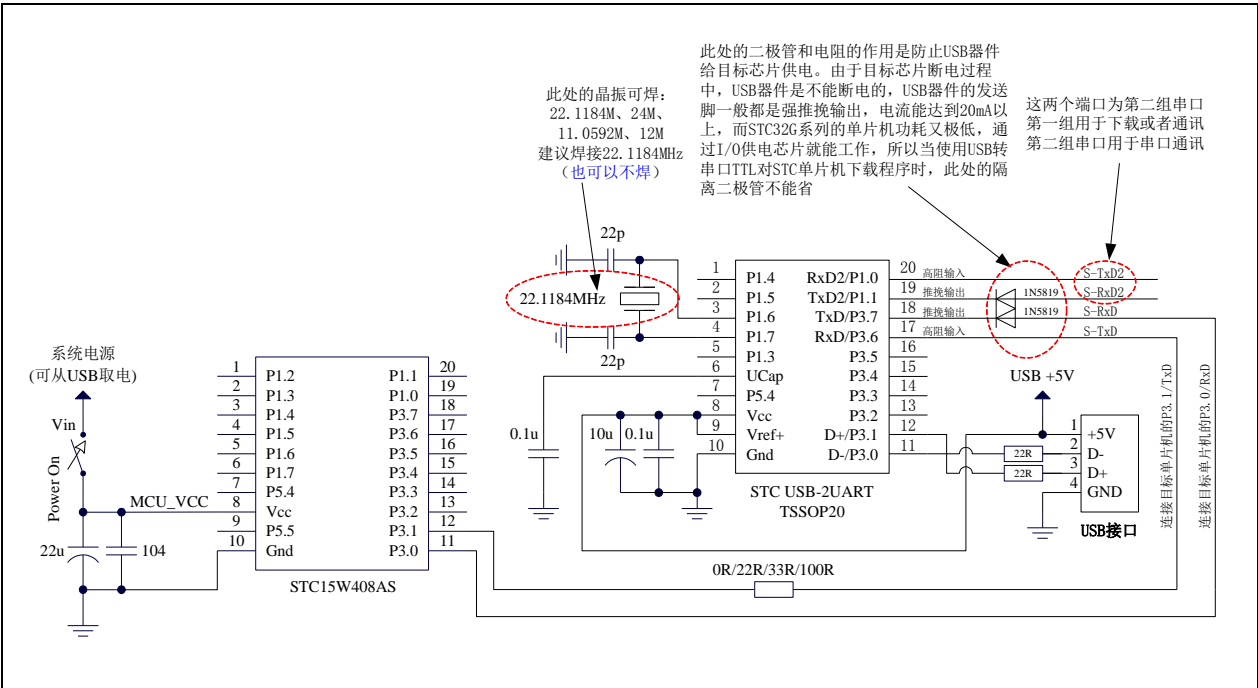 此处的二极管和电阻的作用是防止USB器件
给目标芯片供电。由于目标芯片断电过程
中，USB器件是不能断电的，USB器件的发送
脚一般都是强推挽输出，电流能达到20mA以
上，而STC32G系列的单片机功耗又极低，通
过I/O供电芯片就能工作，所以当使用USB转
串口TTL对STC单片机下载程序时，此处的隔
离二极管不能省
此处的晶振可焊：
22.1184M、24M、
11.0592M、12M
建议焊接22.1184MHz
（也可以不焊）
这两个端口为第二组串口
第一组用于下载或者通讯
第二组串口用于串口通讯
22p
22.1184MHz
22p
1 P1.4 RxD2/P1.0 20 高阻输入 S-TxD2
2 P1.5 TxD2/P1.1 19 推挽输出 1N5819 S-RxD2
3 P1.6 TxD/P3.7 18 推挽输出 1N5819 S-RxD
4 P1.7 RxD/P3.6 17 高阻输入 S-TxD
5 P1.3 P3.5 16
6 UCap P3.4 15
7 P5.4 P3.3 14
8 Vcc P3.2 13
9 Vref+ D+/P3.1 12
10 Gnd D-/P3.0 11
STC USB-2UART
TSSOP20
0.1u
10u
0.1u
USB +5V
1 +5V
2 D-
3 D+
4 GND
22R
22R
USB接口
连接目标单片机的P3.1/TxD
连接目标单片机的P3.0/RxD
系统电源
(可从USB取电)
Vin
Power On
MCU_VCC
22u
104
1 P1.2 P1.1 20
2 P1.3 P1.0 19
3 P1.4 P3.7 18
4 P1.5 P3.6 17
5 P1.6 P3.5 16
6 P1.7 P3.4 15
7 P5.4 P3.3 14
8 Vcc P3.2 13
9 P5.5 P3.1 12
10 Gnd P3.0 11
STC15W408AS
0R/22R/33R/100R